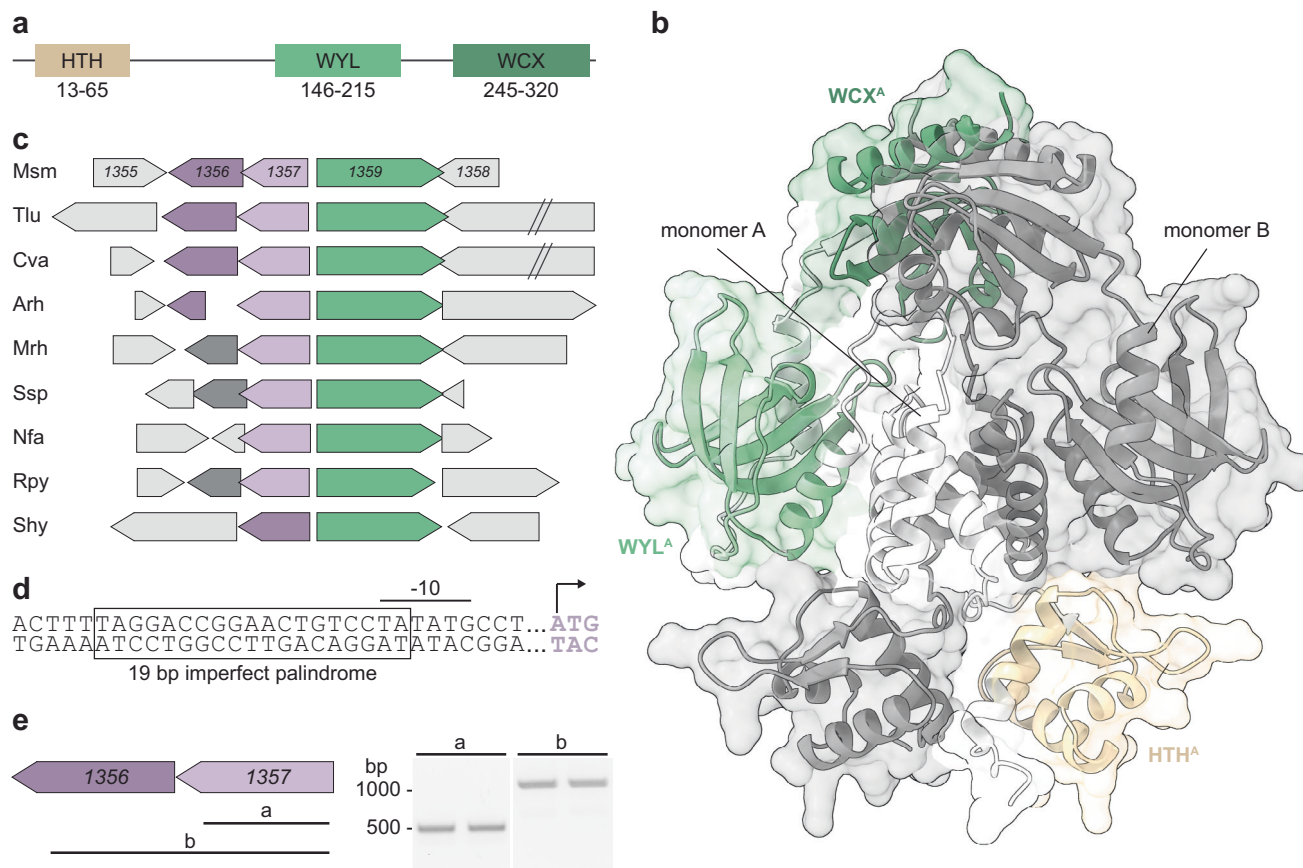 a
HTH
WYL
WCX
13-65
146-215
245-320
b
WCXᴬ
monomer A
monomer B
WYLᴬ
HTHᴬ
c
Msm
1355
1356
1357
1359
1358
Tlu
Cva
Arh
Mrh
Ssp
Nfa
Rpy
Shy
d
-10
ACTTTTAGGACCGGAACTGTCCTATATGCCT...ATG
TGAAAATCCTGGCCTTGACAGGATATACGGA...TAC
19 bp imperfect palindrome
e
1356
1357
a
b
bp
1000 -
500 -
a
b